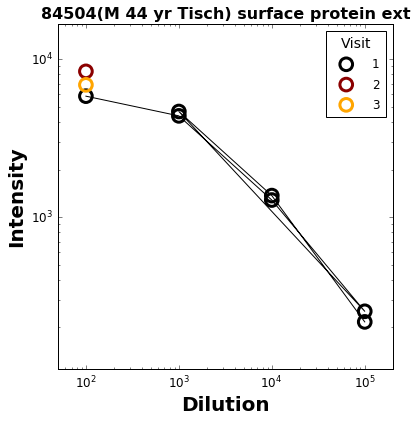 84504(M 44 yr Tisch) surface protein ext
Visit
1
2
3
10^4
10^3
Intensity
10^2 10^3 10^4 10^5
Dilution